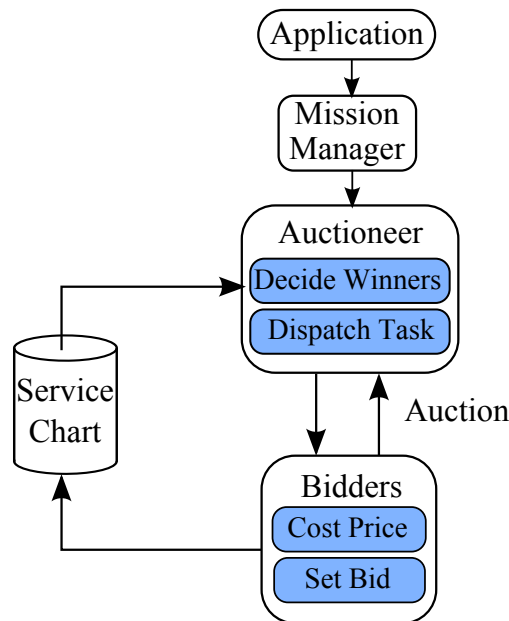 Application
Mission
Manager
Auctioneer
Decide Winners
Dispatch Task
Service
Chart
Auction
Bidders
Cost Price
Set Bid